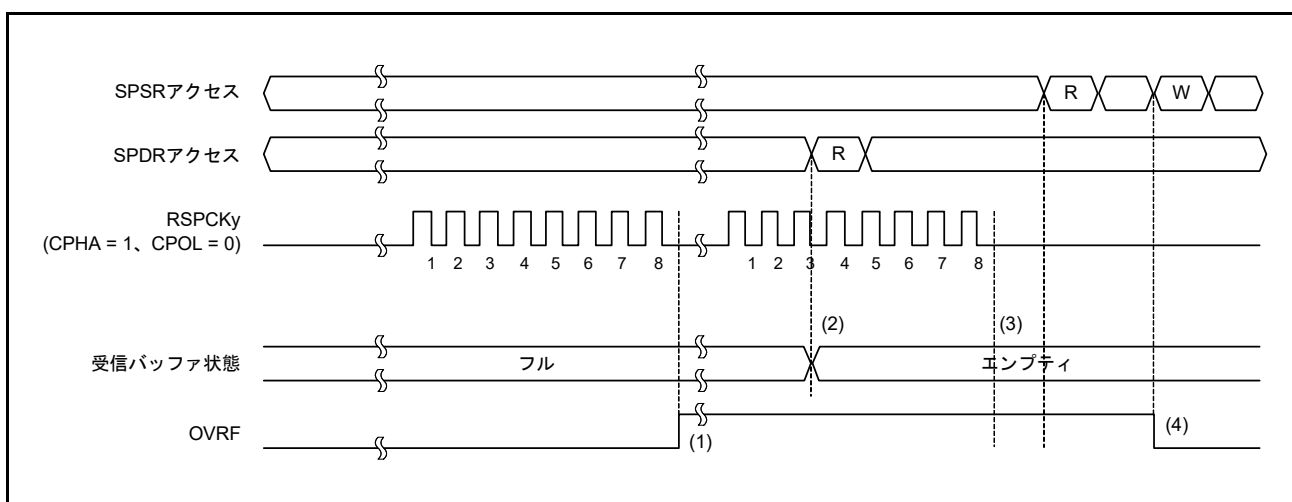 SPSRアクセス R W
SPDRアクセス R
RSPCKy
(CPHA = 1、CPOL = 0)
1 2 3 4 5 6 7 8 1 2 3 4 5 6 7 8
(2) (3)
受信バッファ状態 フル エンプティ
OVRF (1) (4)